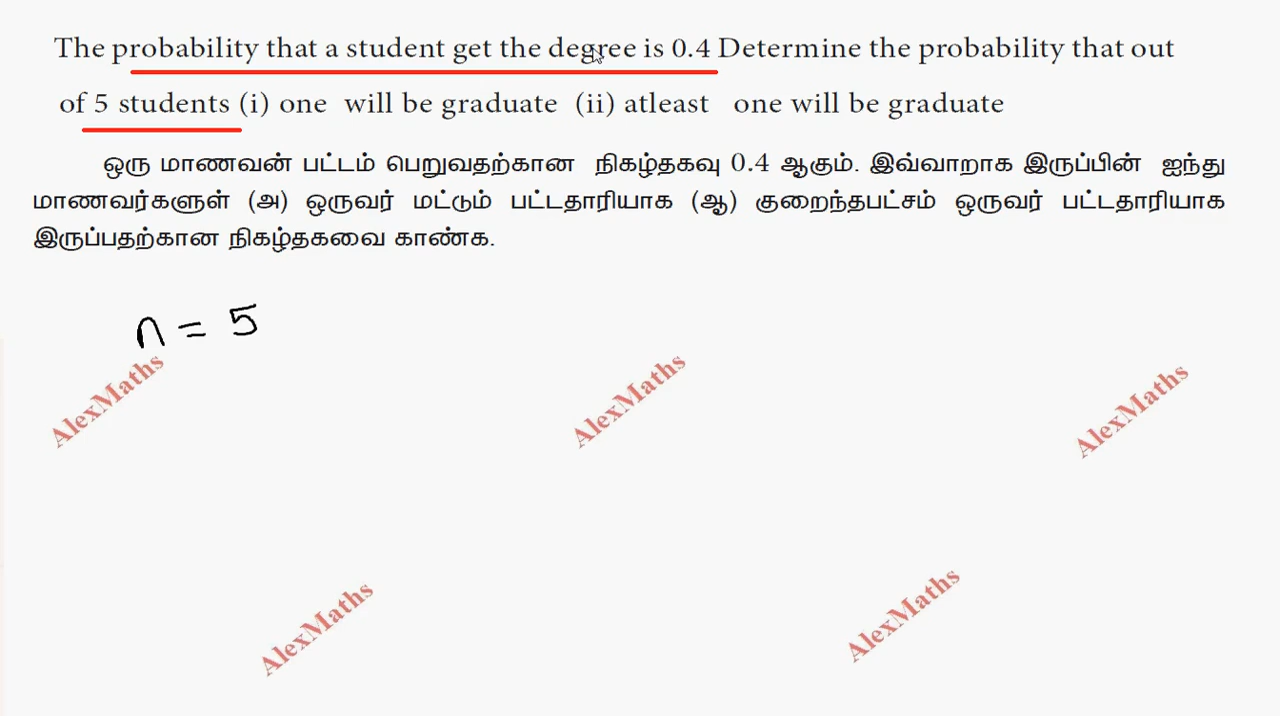 The probability that a student get the degree is 0.4 Determine the probability that out
of 5 students (i) one will be graduate (ii) atleast one will be graduate
ஒரு மாணவன் பட்டம் பெறுவதற்கான நிகழ்தகவு 0.4 ஆகும். இவ்வாறாக இருப்பின் ஐந்து
மாணவர்களுள் (அ) ஒருவர் மட்டும் பட்டதாரியாக (ஆ) குறைந்தபட்சம் ஒருவர் பட்டதாரியாக
இருப்பதற்கான நிகழ்தகவை காண்க.
n = 5
AlexMaths
AlexMaths
AlexMaths
AlexMaths
AlexMaths